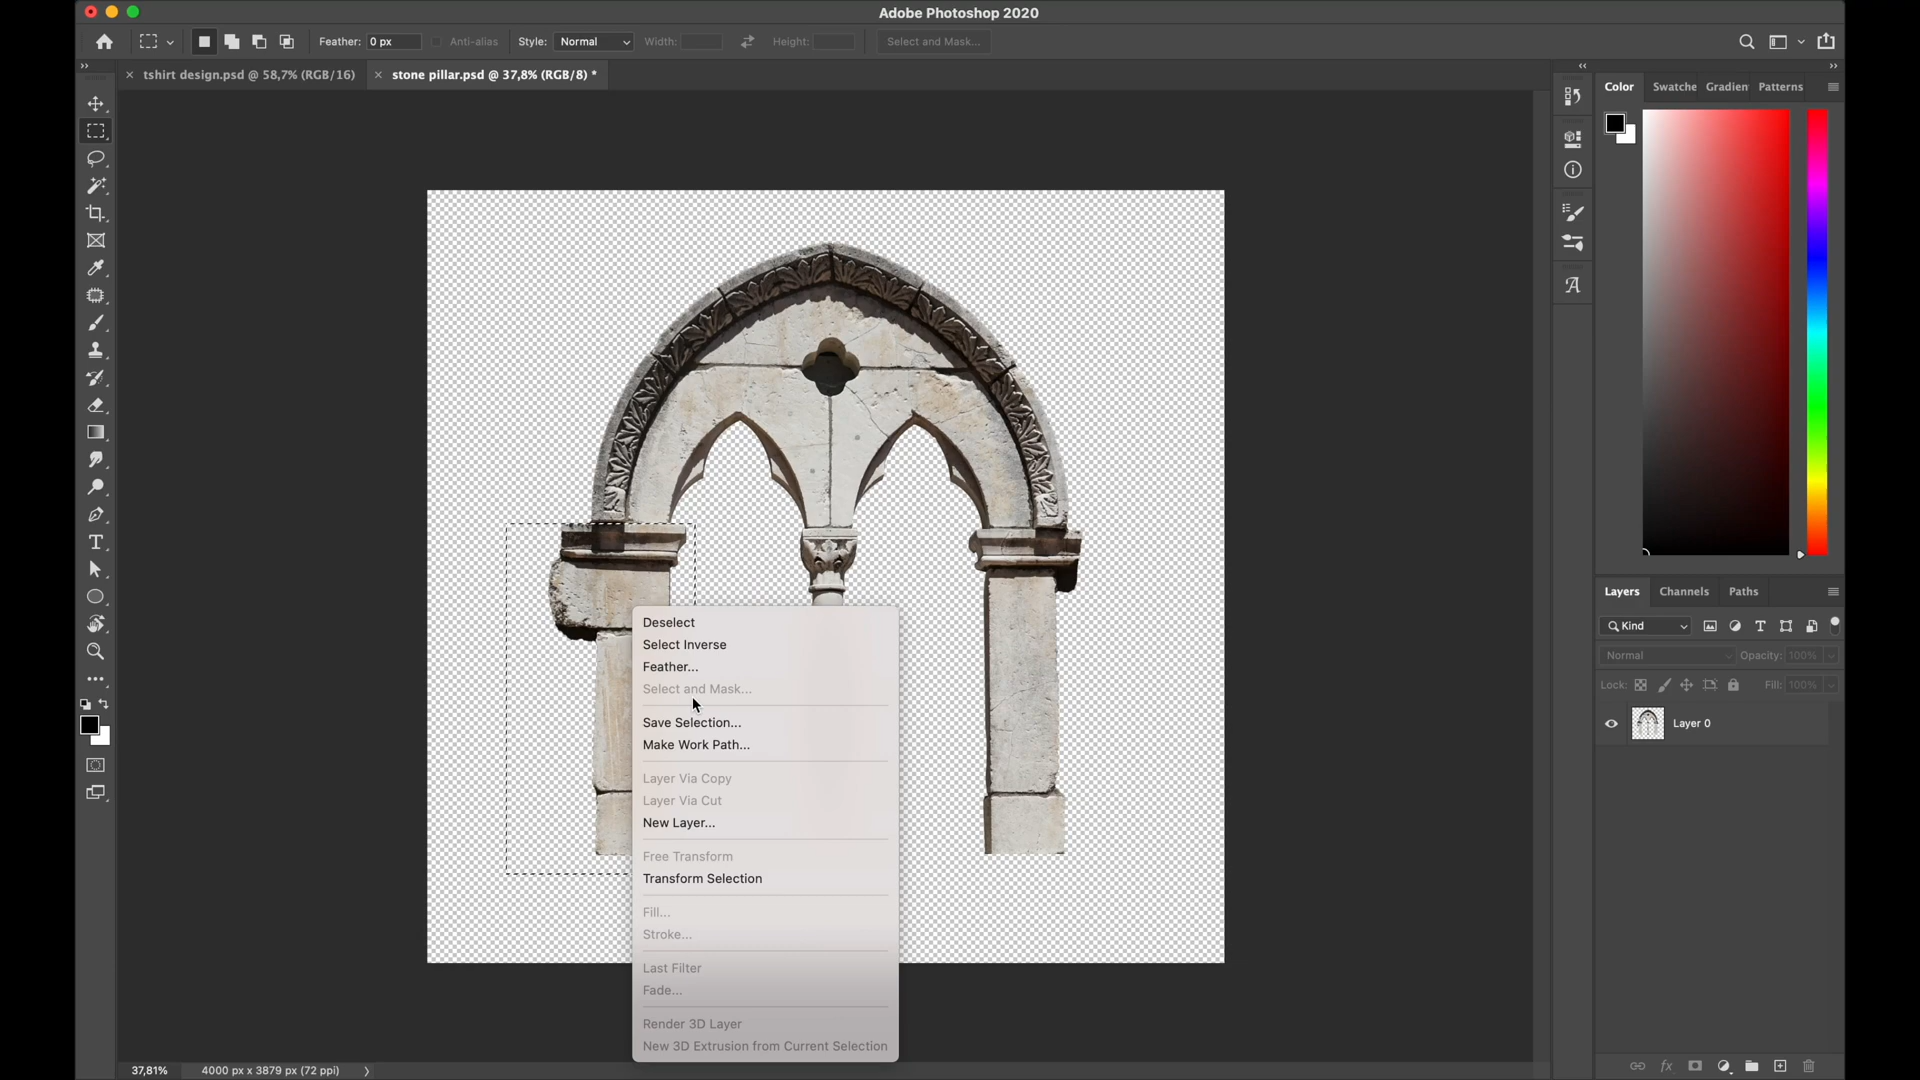 Adobe Photoshop 2020
Feather: 0 px Anti-alias Style: Normal Width: Height: Select and Mask...
tshirt design.psd @ 58,7% (RGB/16) stone pillar.psd @ 37,8% (RGB/8) *
Color Swatche Gradien Patterns
Layers Channels Paths
Kind
Normal Opacity: 100%
Lock: Fill: 100%
Layer 0
Deselect
Select Inverse
Feather...
Select and Mask...
Save Selection...
Make Work Path...
Layer Via Copy
Layer Via Cut
New Layer...
Free Transform
Transform Selection
Fill...
Stroke...
Last Filter
Fade...
Render 3D Layer
New 3D Extrusion from Current Selection
37,81% 4000 px x 3879 px (72 ppi)